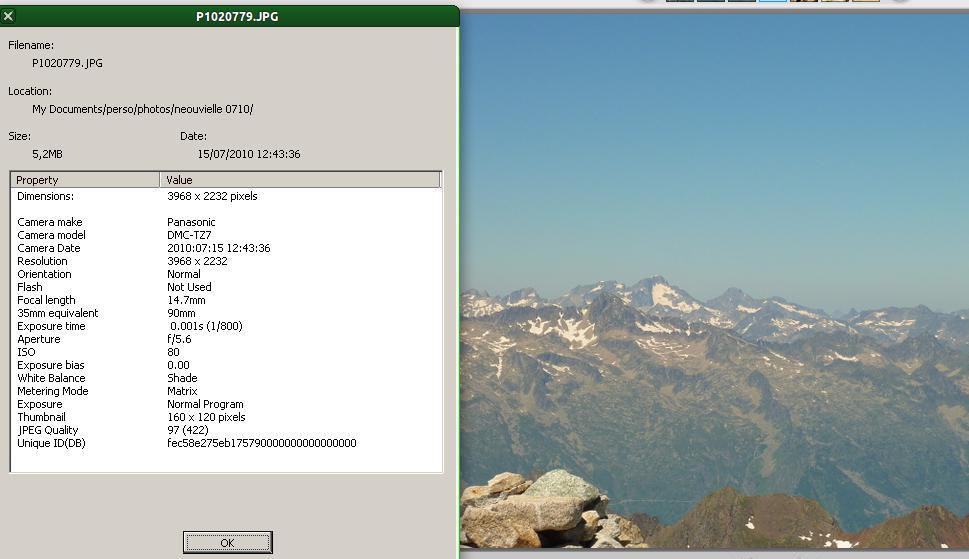 P1020779.JPG
Filename:
P1020779.JPG
Location:
My Documents/perso/photos/neouvielle 0710/
Size: Date:
5,2MB 15/07/2010 12:43:36
Property Value
Dimensions: 3968 x 2232 pixels
Camera make Panasonic
Camera model DMC-TZ7
Camera Date 2010:07:15 12:43:36
Resolution 3968 x 2232
Orientation Normal
Flash Not Used
Focal length 14.7mm
35mm equivalent 90mm
Exposure time 0.001s (1/800)
Aperture f/5.6
ISO 80
Exposure bias 0.00
White Balance Shade
Metering Mode Matrix
Exposure Normal Program
Thumbnail 160 x 120 pixels
JPEG Quality 97 (422)
Unique ID(DB) fec58e275eb175790000000000000000
OK